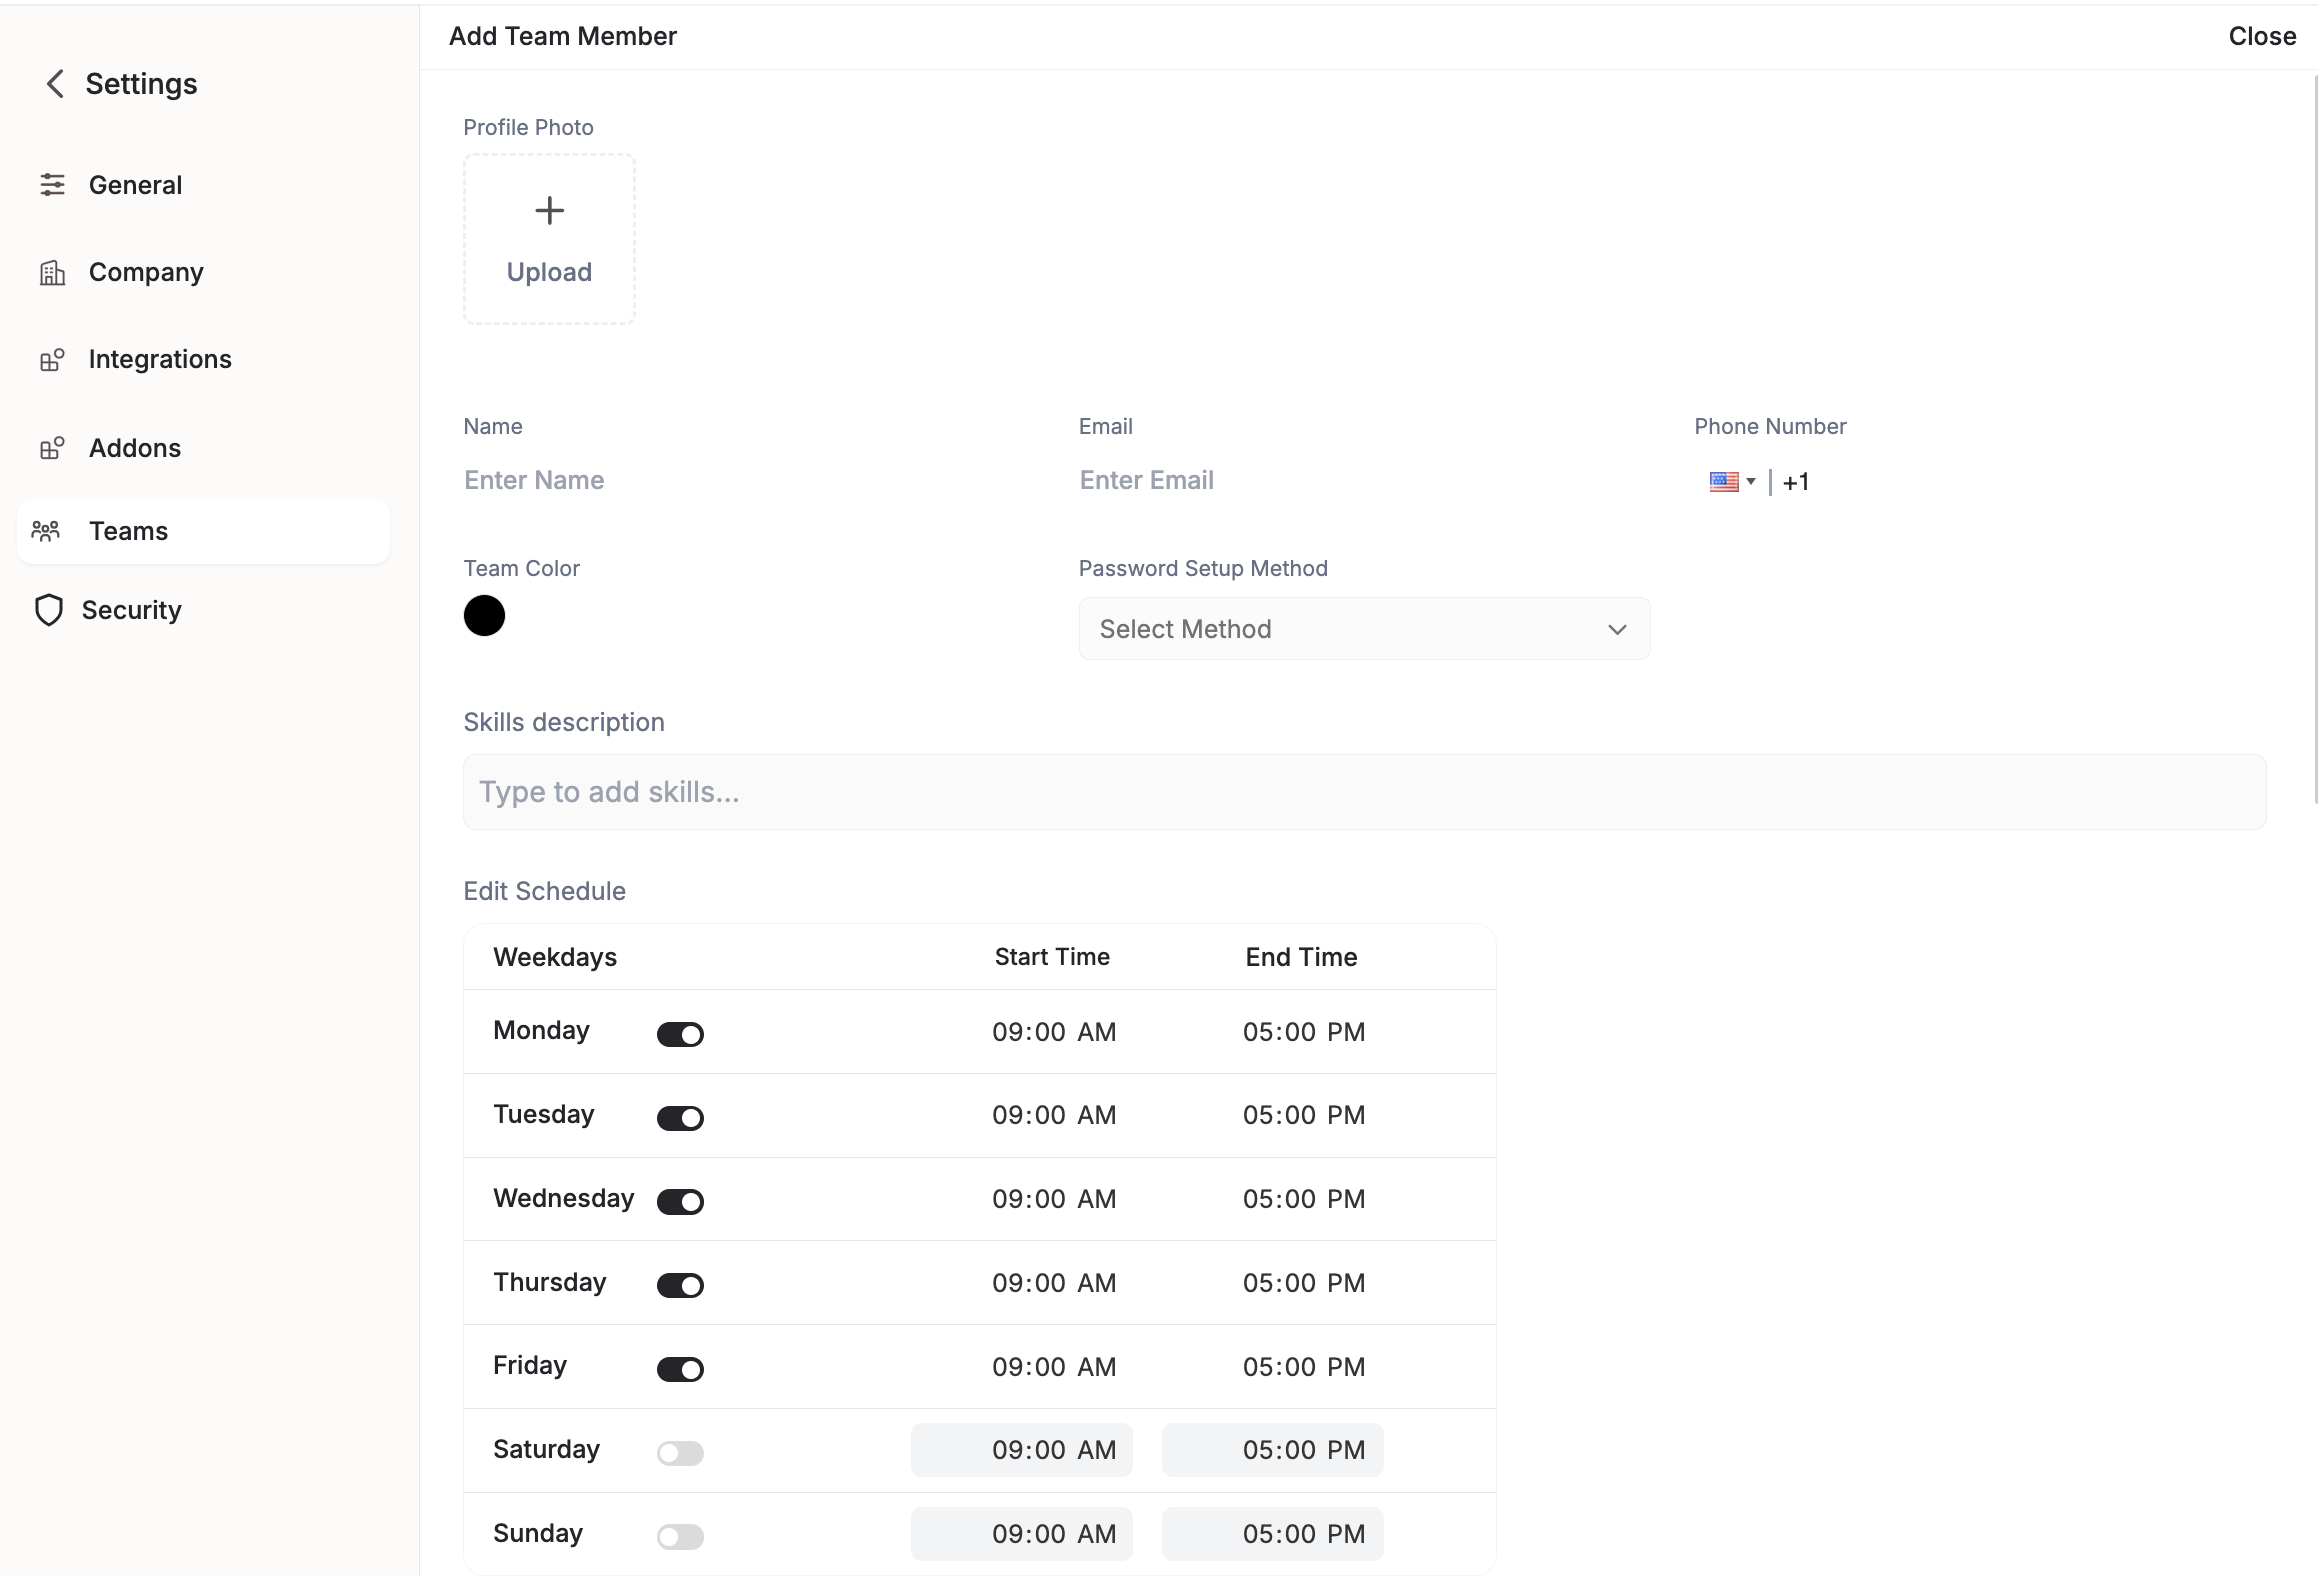 Add Team Member
Close
Settings
General
Company
Integrations
Addons
Teams
Security
Profile Photo
Upload
Name
Email
Phone Number
Enter Name
Enter Email
+1
Team Color
Password Setup Method
Select Method
Skills description
Type to add skills...
Edit Schedule
Weekdays Start Time End Time
Monday 09:00 AM 05:00 PM
Tuesday 09:00 AM 05:00 PM
Wednesday 09:00 AM 05:00 PM
Thursday 09:00 AM 05:00 PM
Friday 09:00 AM 05:00 PM
Saturday 09:00 AM 05:00 PM
Sunday 09:00 AM 05:00 PM